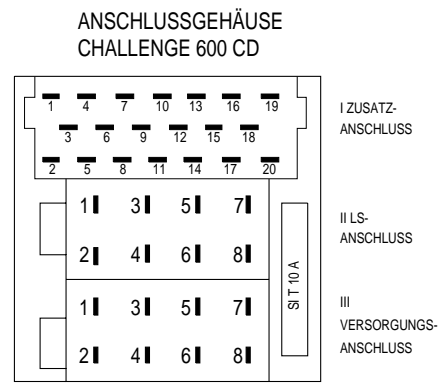 ANSCHLUSSGEHÄUSE
CHALLENGE 600 CD
1 4 7 10 13 16 19
3 6 9 12 15 18
2 5 8 11 14 17 20
I ZUSATZ-
ANSCHLUSS
1 3 5 7
2 4 6 8
II LS-
ANSCHLUSS
SI T 10 A
1 3 5 7
2 4 6 8
III
VERSORGUNGS-
ANSCHLUSS